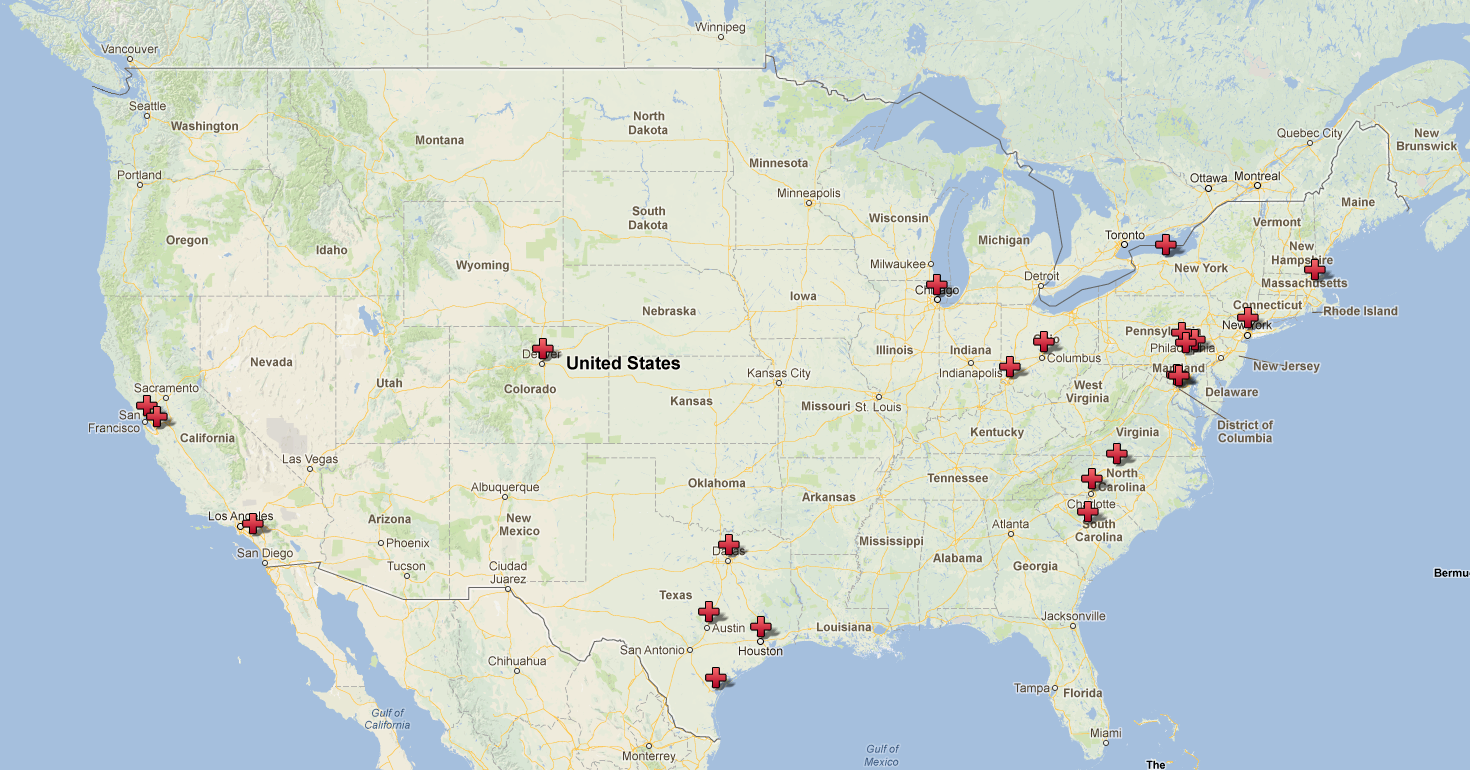 Winnipeg
Vancouver
Seattle
Washington
North
Dakota
Montana
Quebec City
New
Brunswick
Minnesota
Portland
Ottawa
Montreal
Minneapolis
Maine
South
Dakota
Wisconsin
Vermont
Oregon
Idaho
Michigan
Toronto
New
Hampshire
Wyoming
Milwaukee
New York
Detroit
Massachusetts
Chicago
Iowa
Connecticut
Nebraska
Rhode Island
New York
Pennsylv
Illinois
Indiana
Philadelphia
Denver
United States
Columbus
Nevada
Indianapolis
Maryland
New Jersey
Kansas City
Utah
Colorado
West
Virginia
Delaware
Sacramento
Kansas
Missouri
St. Louis
San
Francisco
California
Kentucky
Virginia
District of
Columbia
Las Vegas
Tennessee
North
Carolina
Oklahoma
Albuquerque
Arkansas
Charlotte
Los Angeles
Arizona
New
Mexico
Atlanta
South
Carolina
Phoenix
Mississippi
San Diego
Dallas
Alabama
Georgia
Tucson
Ciudad
Juarez
Bermu
Texas
Jacksonville
Austin
Louisiana
San Antonio
Houston
Chihuahua
Tampa
Florida
Gulf of
California
Miami
Monterrey
Gulf of
Mexico
The